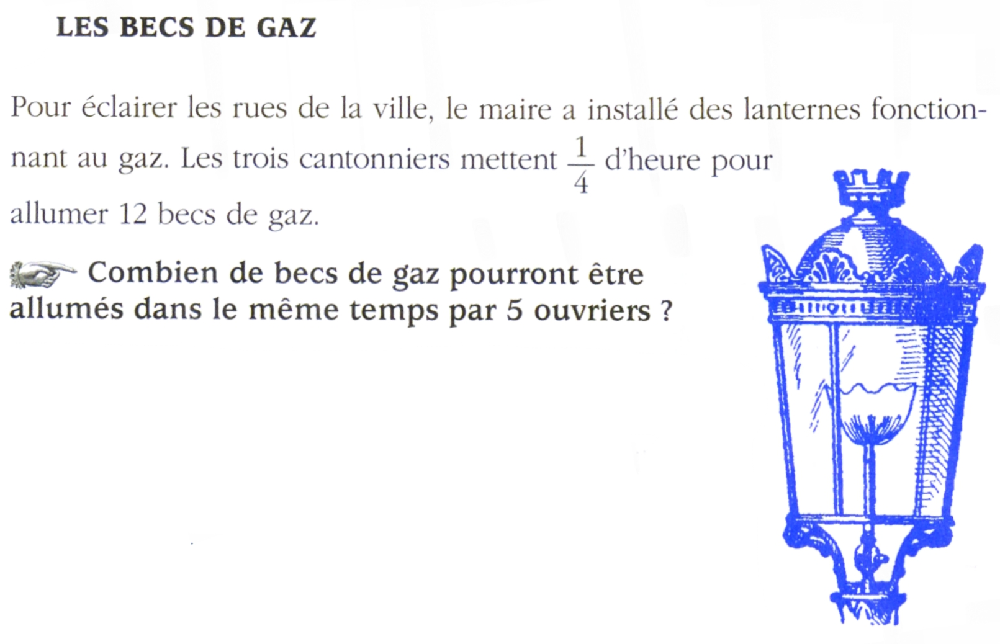 LES BECS DE GAZ
Pour éclairer les rues de la ville, le maire a installé des lanternes fonction-
nant au gaz. Les trois cantonniers mettent 1/4 d'heure pour
allumer 12 becs de gaz.
Combien de becs de gaz pourront être
allumés dans le même temps par 5 ouvriers ?